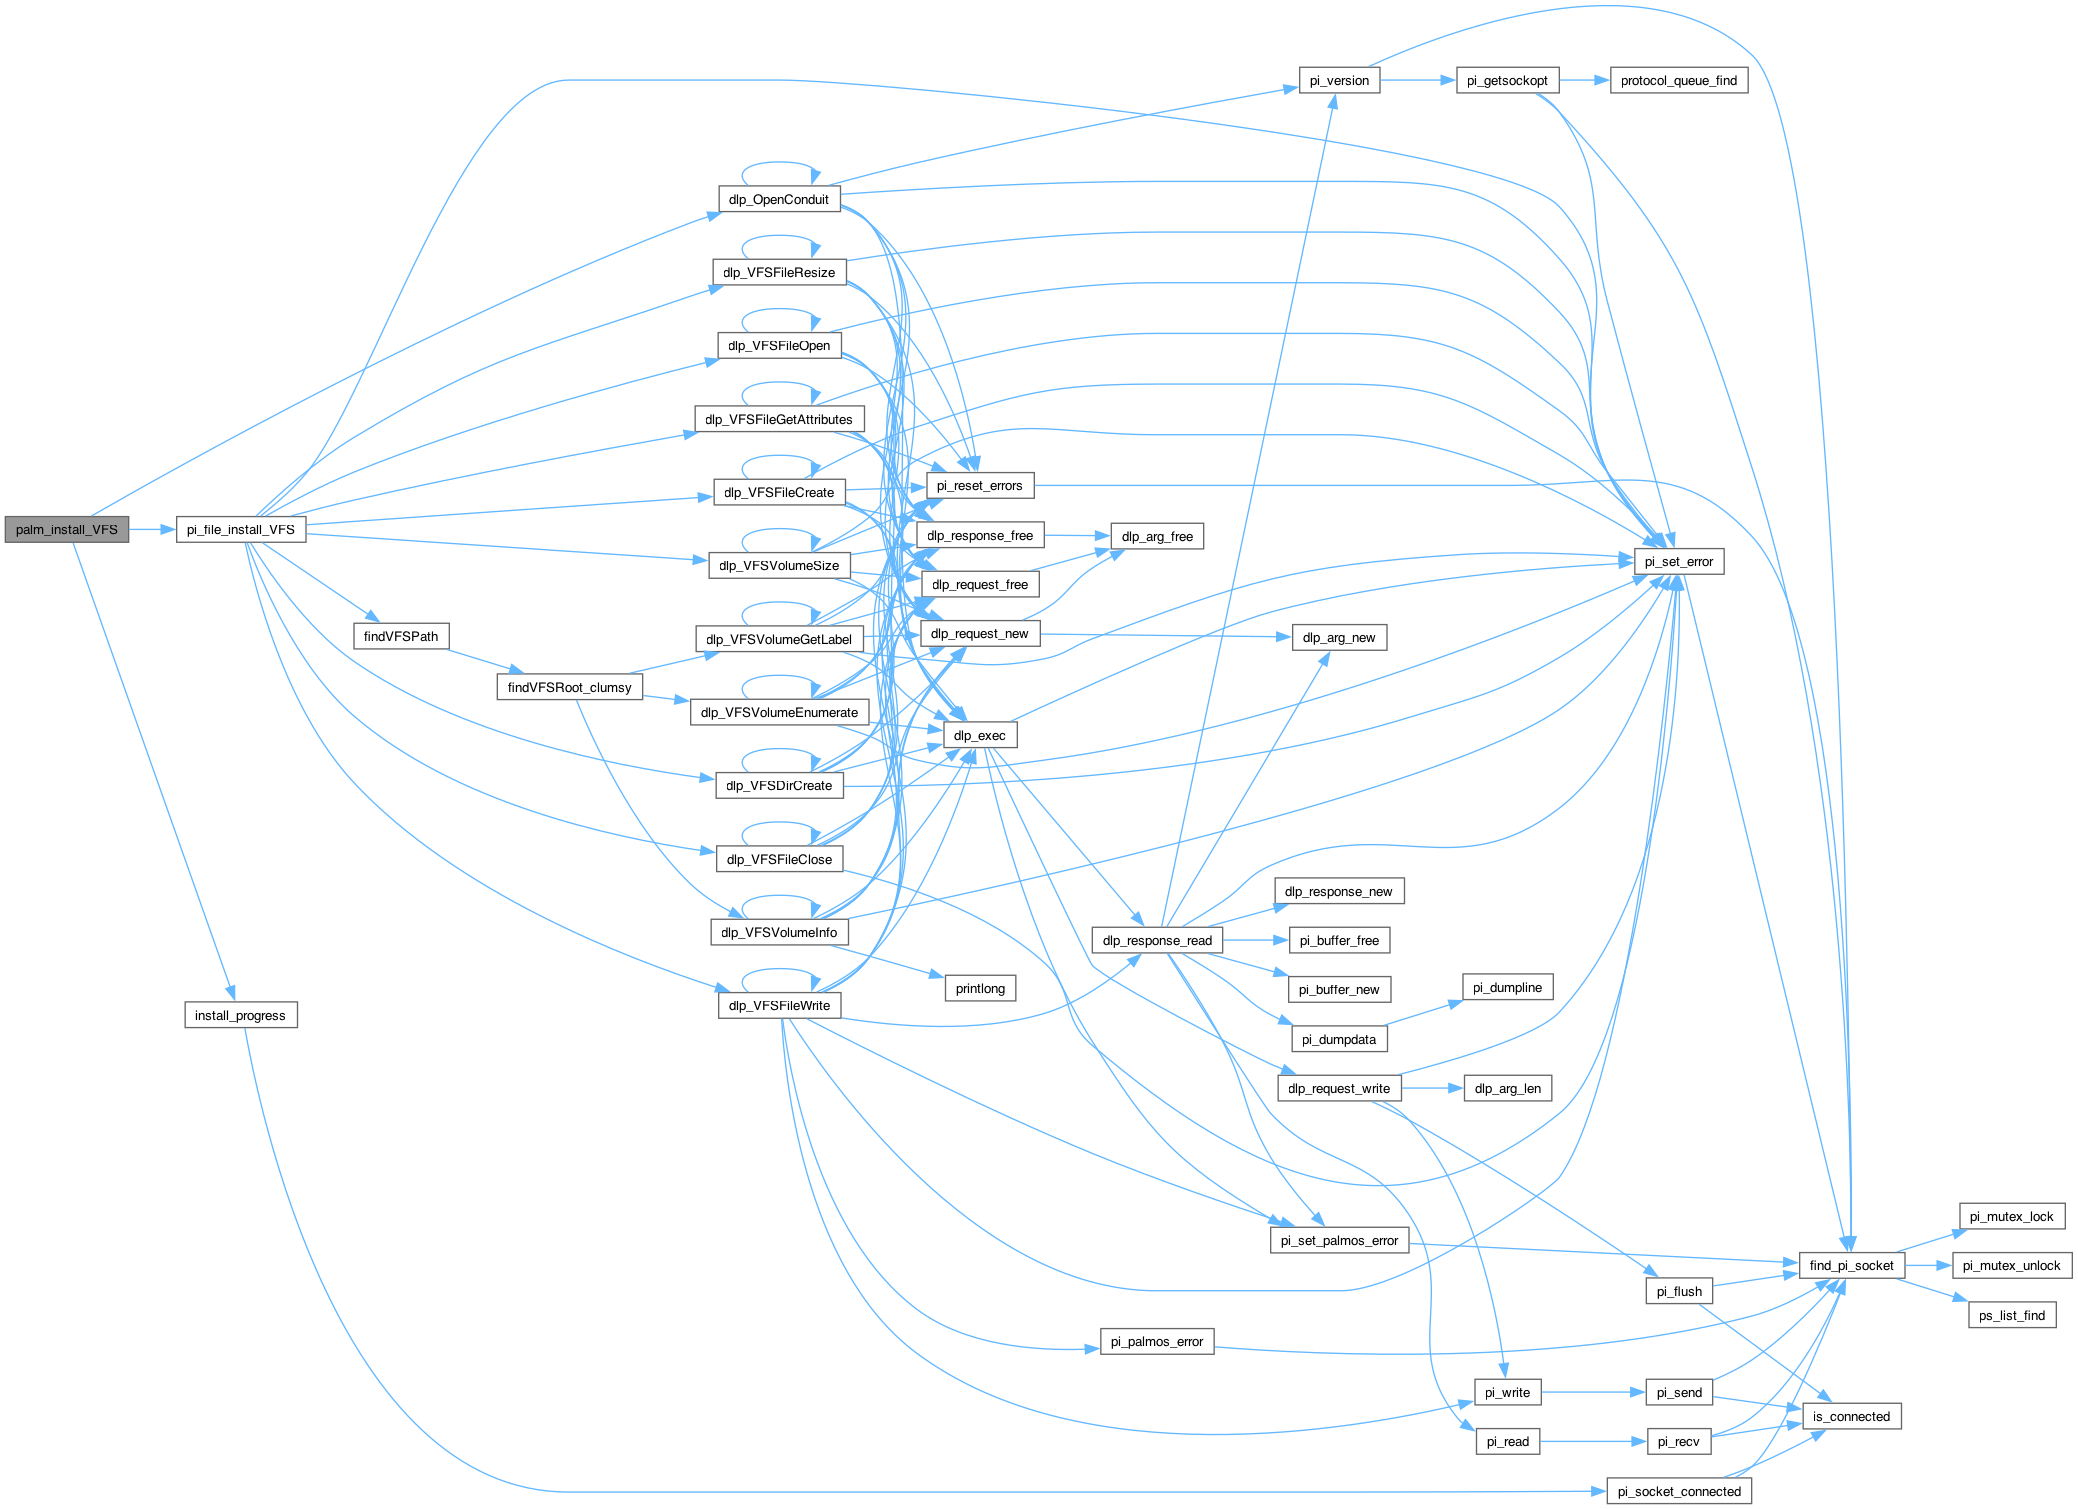 palm_install_VFS
pi_file_install_VFS
install_progress
findVFSPath
findVFSRoot_clumsy
dlp_OpenConduit
dlp_VFSFileResize
dlp_VFSFileOpen
dlp_VFSFileGetAttributes
dlp_VFSFileCreate
dlp_VFSVolumeSize
dlp_VFSVolumeGetLabel
dlp_VFSVolumeEnumerate
dlp_VFSDirCreate
dlp_VFSFileClose
dlp_VFSVolumeInfo
dlp_VFSFileWrite
pi_reset_errors
dlp_response_free
dlp_request_free
dlp_request_new
dlp_exec
printlong
dlp_arg_free
dlp_response_read
pi_palmos_error
pi_version
dlp_arg_new
dlp_response_new
pi_buffer_free
pi_buffer_new
pi_dumpdata
dlp_request_write
pi_set_palmos_error
pi_getsockopt
pi_dumpline
dlp_arg_len
pi_write
pi_read
protocol_queue_find
pi_set_error
pi_flush
pi_send
pi_recv
pi_socket_connected
find_pi_socket
is_connected
pi_mutex_lock
pi_mutex_unlock
ps_list_find